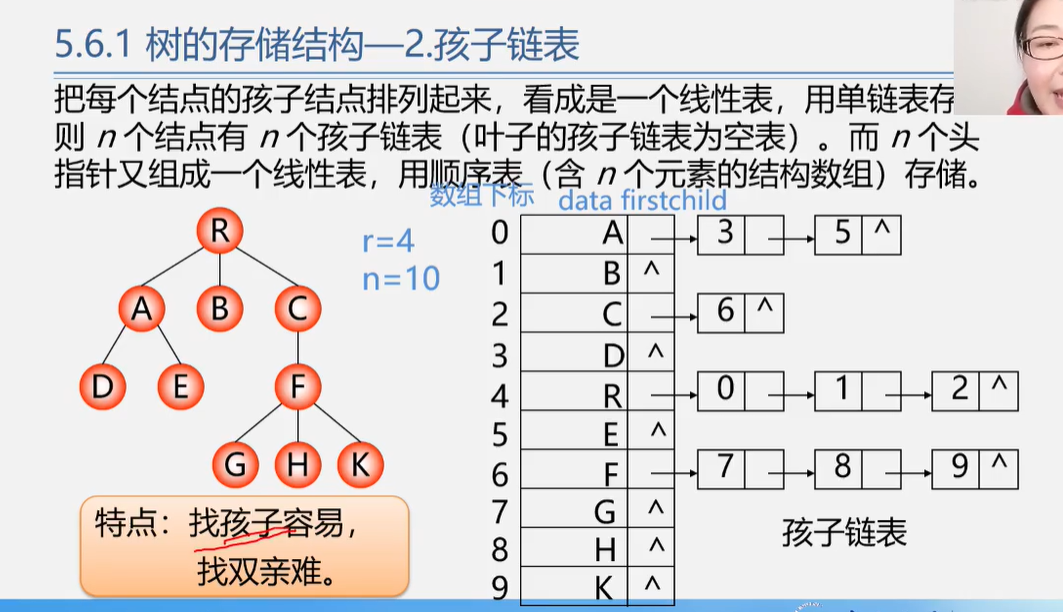 5.6.1 树的存储结构—2.孩子链表
把每个结点的孩子结点排列起来，看成是一个线性表，用单链表存
则 n 个结点有 n 个孩子链表（叶子的孩子链表为空表）。而 n 个头
指针又组成一个线性表，用顺序表（含 n 个元素的结构数组）存储。
数组下标 data firstchild
R
A B C
D E F
G H K
r=4
n=10
0 A 3 5 ^
1 B ^
2 C 6 ^
3 D ^
4 R 0 1 2 ^
5 E ^
6 F 7 8 9 ^
7 G ^
8 H ^
9 K ^
特点：找孩子容易，
找双亲难。
孩子链表